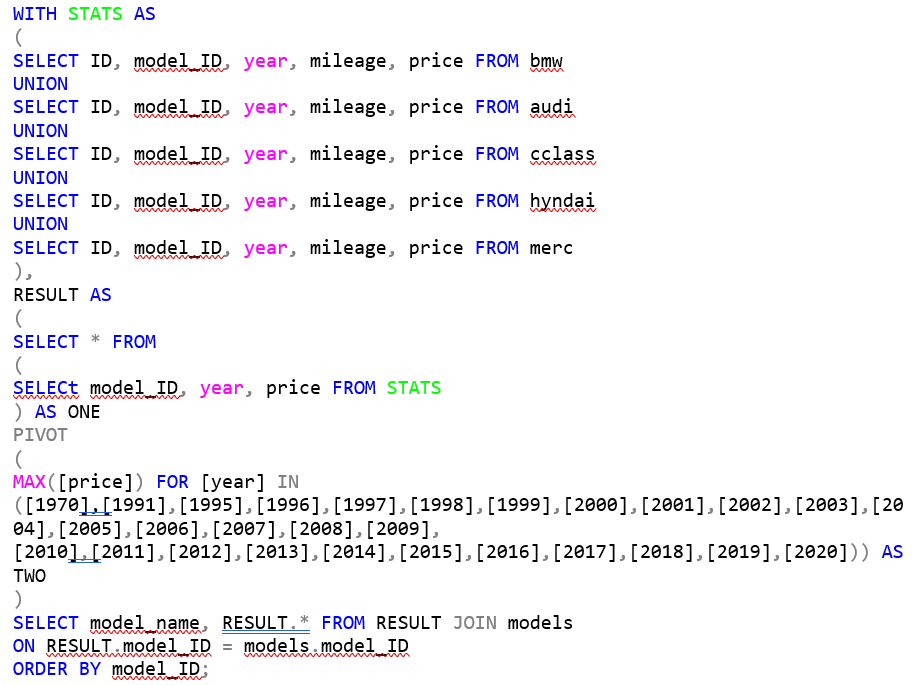 WITH STATS AS
(
SELECT ID, model_ID, year, mileage, price FROM bmw
UNION
SELECT ID, model_ID, year, mileage, price FROM audi
UNION
SELECT ID, model_ID, year, mileage, price FROM cclass
UNION
SELECT ID, model_ID, year, mileage, price FROM hyndai
UNION
SELECT ID, model_ID, year, mileage, price FROM merc
),
RESULT AS
(
SELECT * FROM
(
SELECt model_ID, year, price FROM STATS
) AS ONE
PIVOT
(
MAX([price]) FOR [year] IN
([1970],[1991],[1995],[1996],[1997],[1998],[1999],[2000],[2001],[2002],[2003],[20
04],[2005],[2006],[2007],[2008],[2009],
[2010],[2011],[2012],[2013],[2014],[2015],[2016],[2017],[2018],[2019],[2020])) AS
TWO
)
SELECT model_name, RESULT.* FROM RESULT JOIN models
ON RESULT.model_ID = models.model_ID
ORDER BY model_ID;